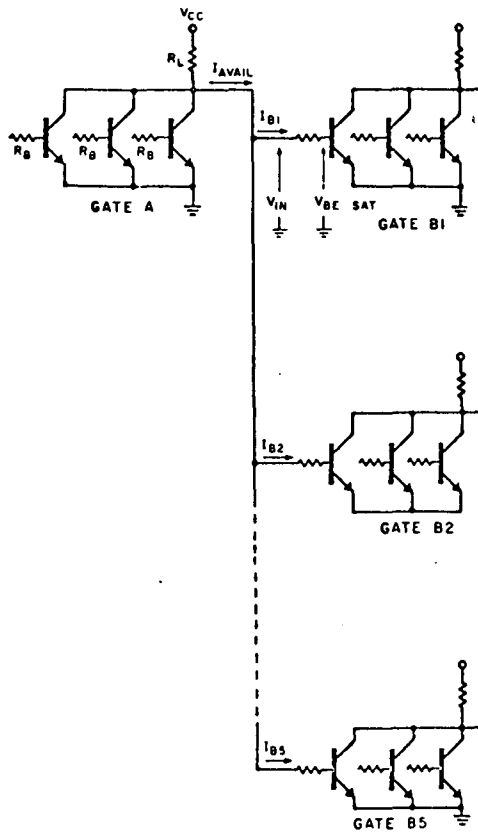 VCC
RL
IAVAIL
RB RB RB
GATE A
IB1
VIN
VBE SAT
GATE B1
IB2
GATE B2
IB5
GATE B5